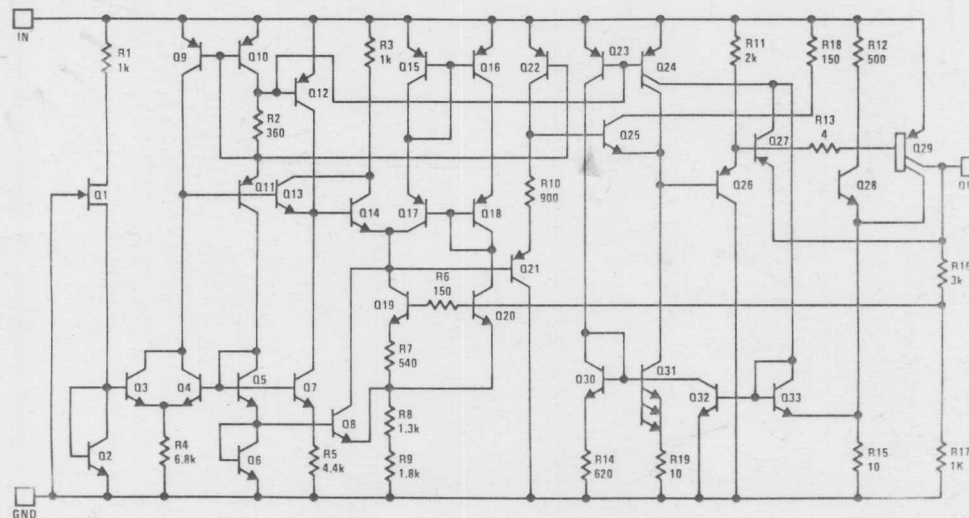 IN
R1
1k
Q9
Q10
Q12
R2
360
R3
1k
Q15
Q16
Q22
Q23
Q24
R11
2k
R18
150
R12
500
Q25
R13
4
Q27
Q29
Q1
Q11
Q13
Q14
Q17
Q18
R10
900
Q26
Q28
Q21
R6
150
Q19
Q20
R16
3k
R7
540
Q3
Q4
Q5
Q7
Q8
R8
1.3k
Q30
Q31
Q32
Q33
R4
6.8k
Q2
Q6
R5
4.4k
R9
1.8k
R14
620
R19
10
R15
10
R17
1K
GND